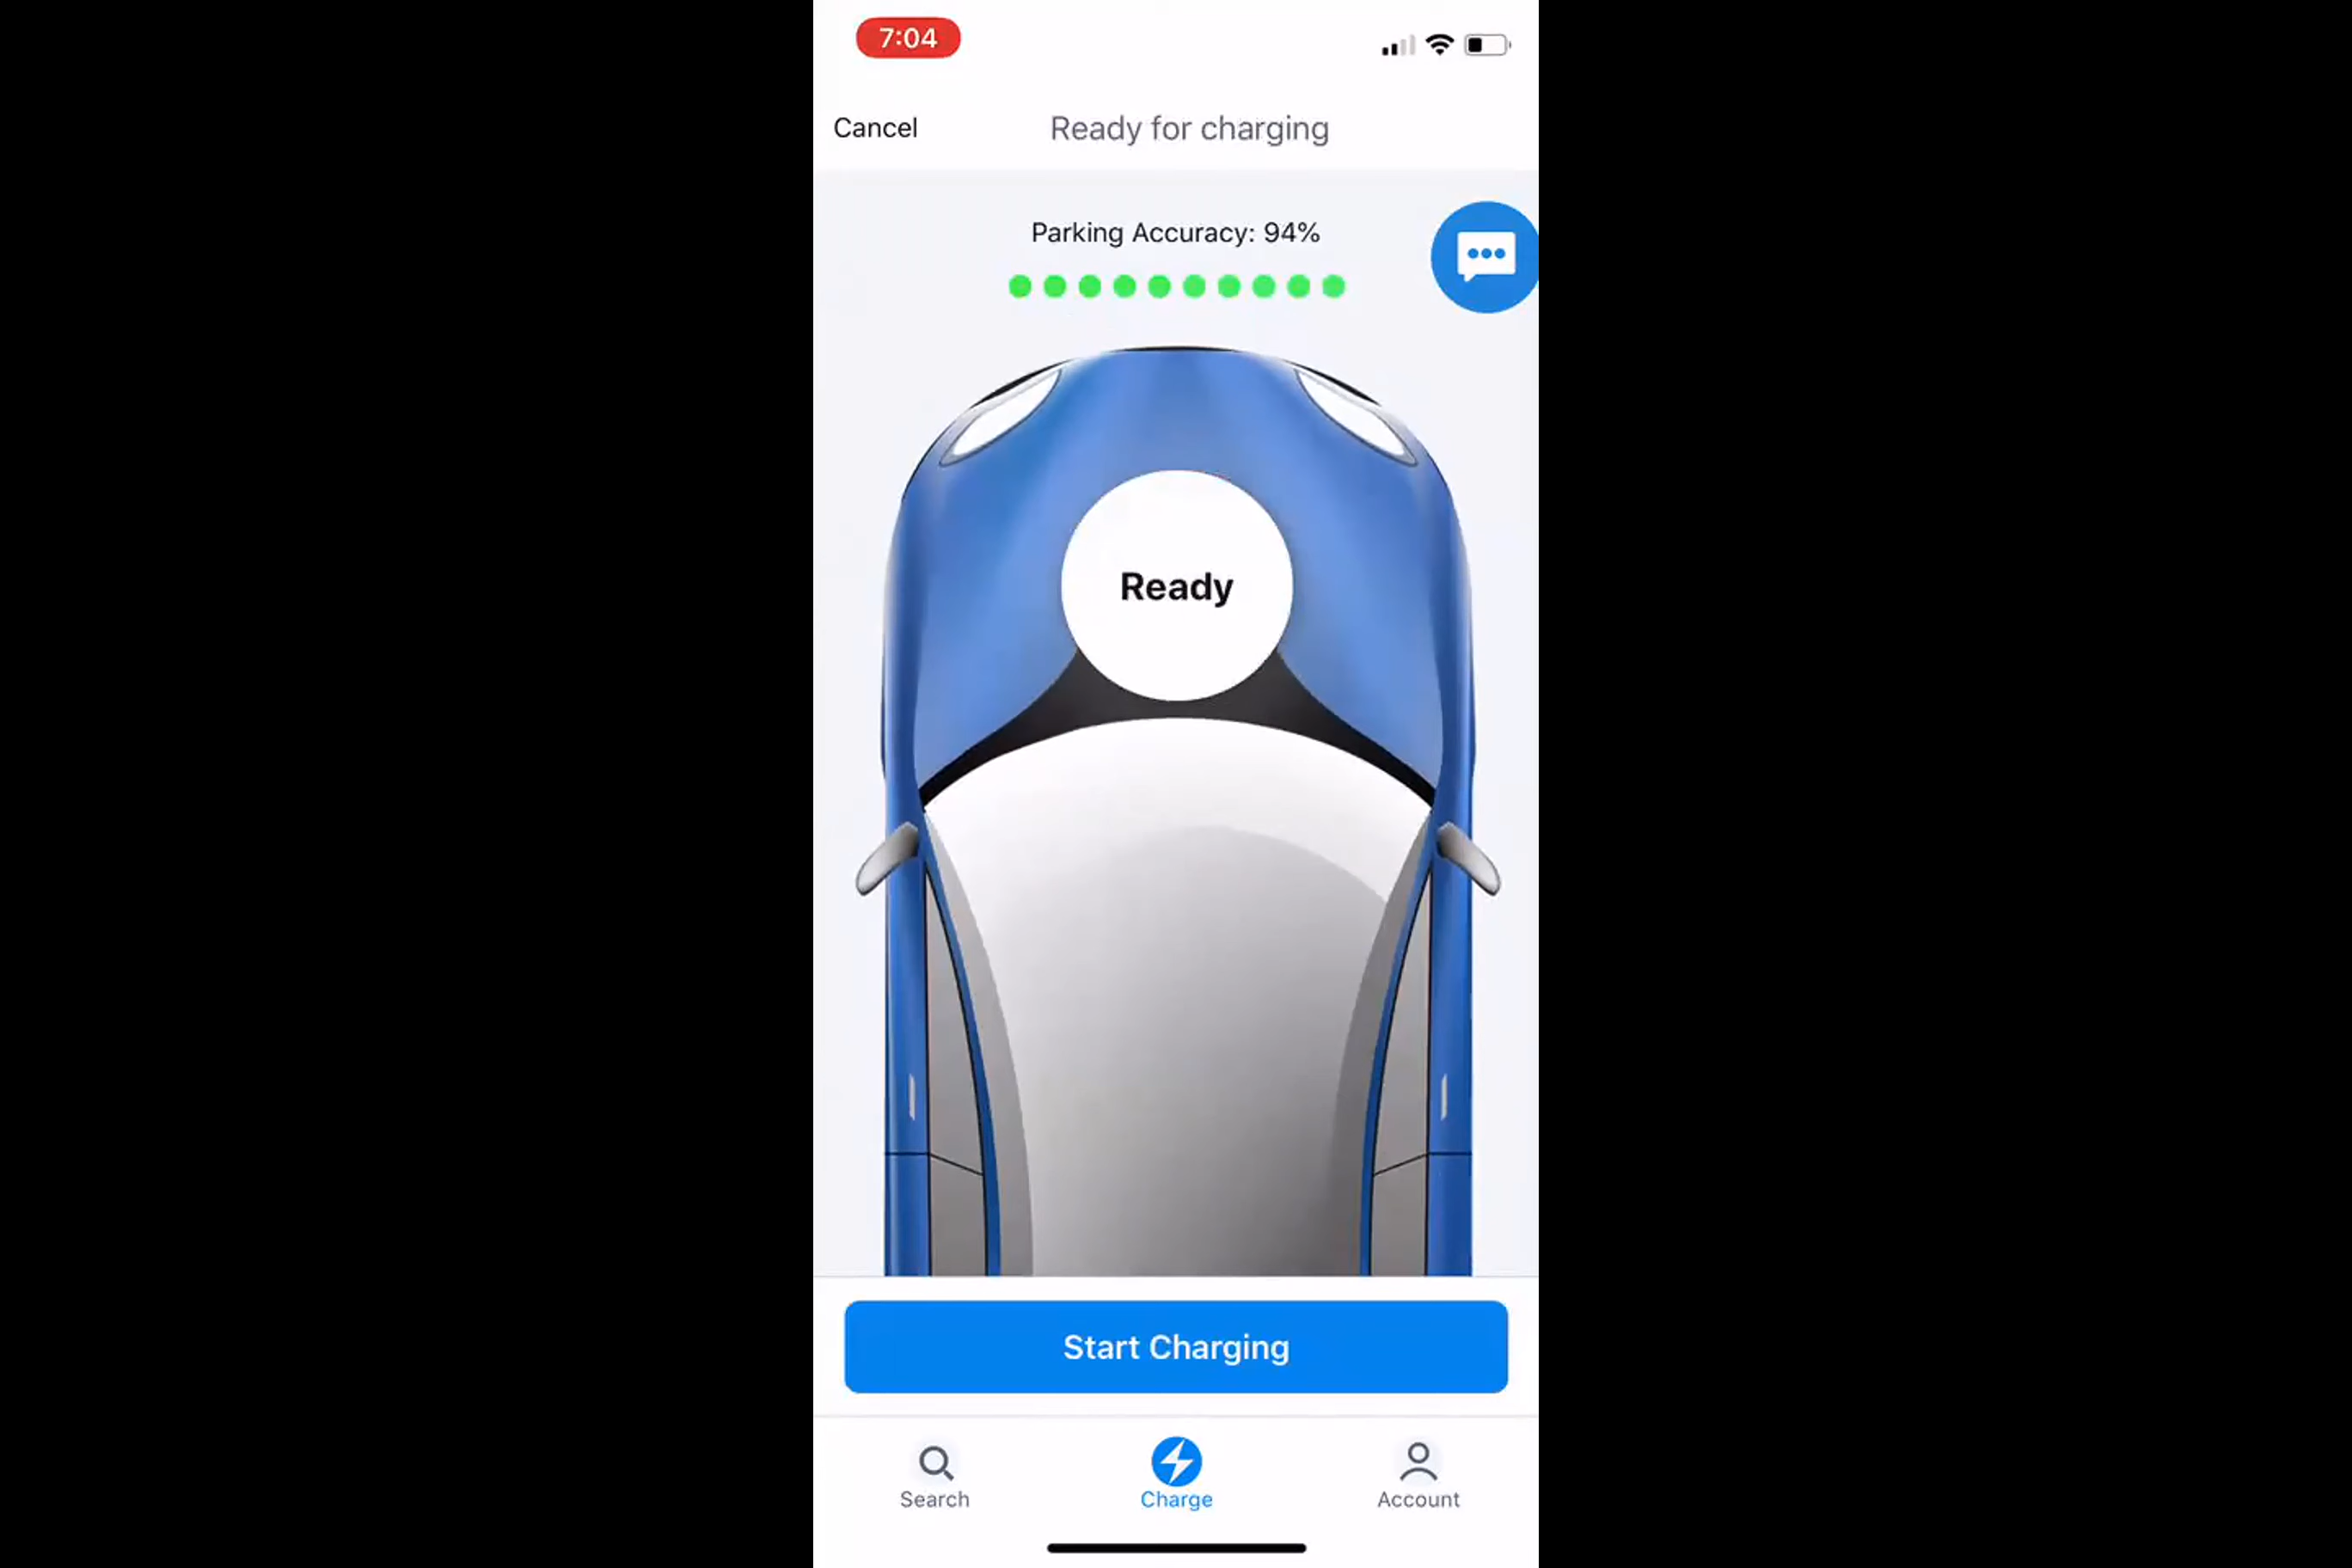 7:04
Cancel
Ready for charging
Parking Accuracy: 94%
Ready
Start Charging
Search
Charge
Account